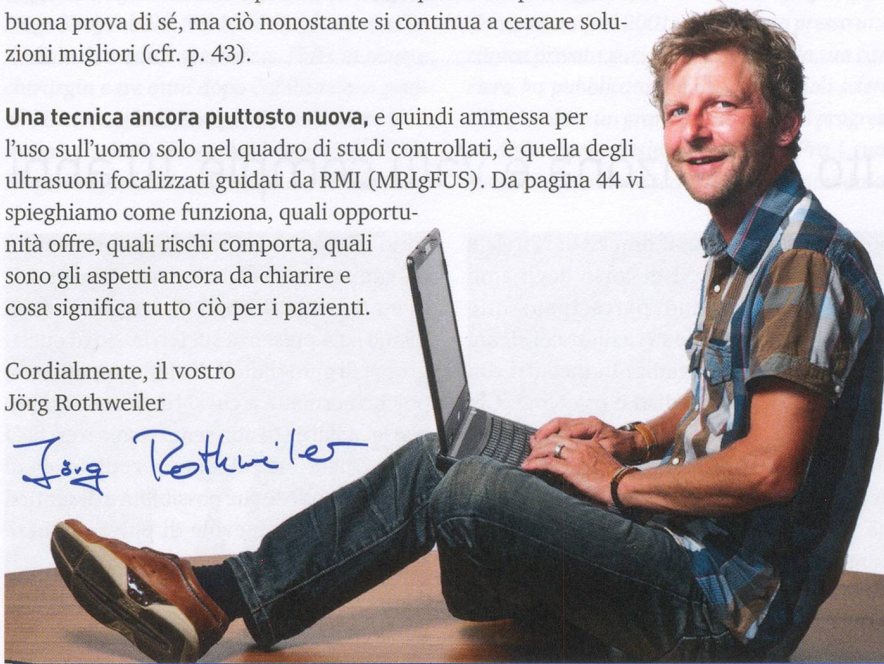 buona prova di sé, ma ciò nonostante si continua a cercare solu-
zioni migliori (cfr. p. 43).
Una tecnica ancora piuttosto nuova, e quindi ammessa per
l'uso sull'uomo solo nel quadro di studi controllati, è quella degli
ultrasuoni focalizzati guidati da RMI (MRIgFUS). Da pagina 44 vi
spieghiamo come funziona, quali opportu-
nità offre, quali rischi comporta, quali
sono gli aspetti ancora da chiarire e
cosa significa tutto ciò per i pazienti.
Cordialmente, il vostro
Jörg Rothweiler
Jörg Rothweiler